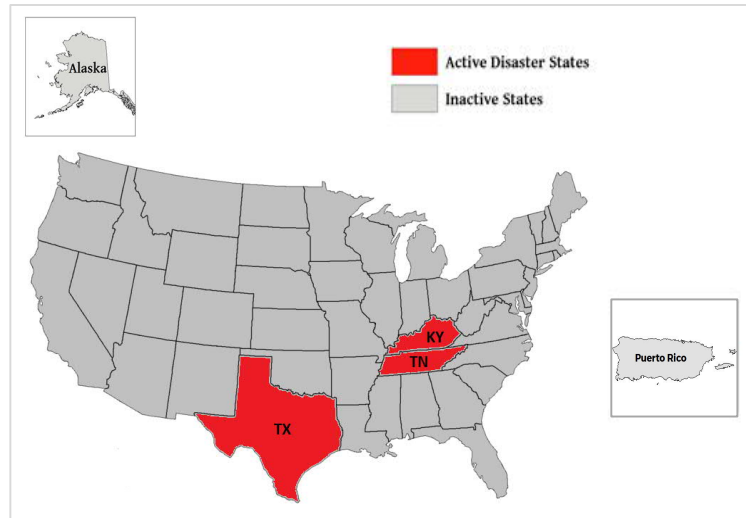 Alaska
Active Disaster States
Inactive States
KY
TN
Puerto Rico
TX